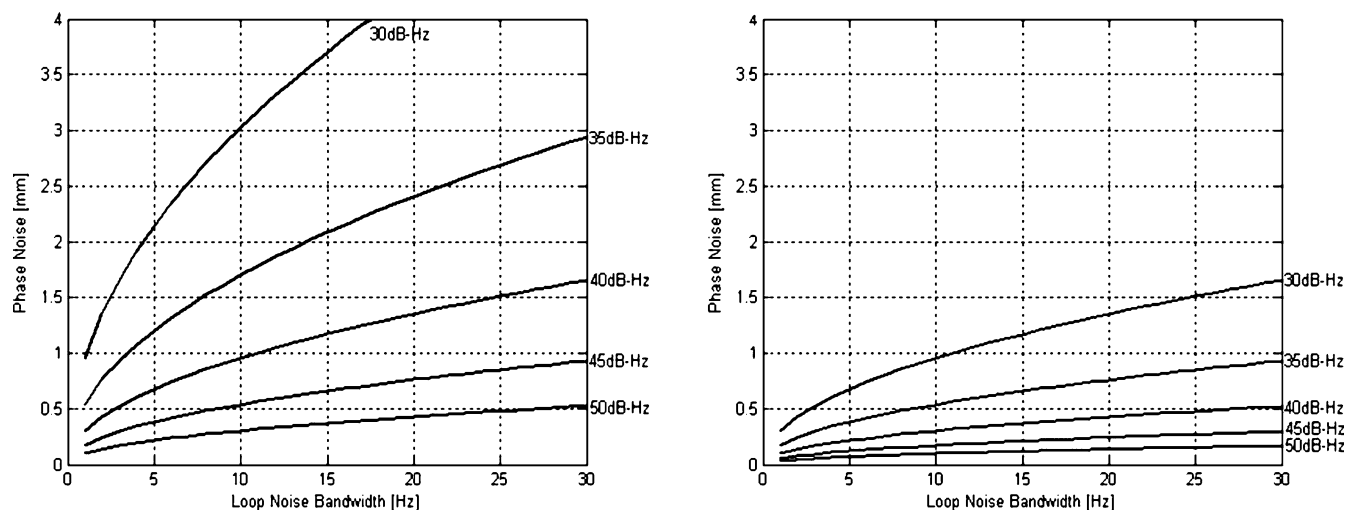 4
3.5
3
2.5
2
1.5
1
0.5
0
Phase Noise [mm]
30dB-Hz
35dB-Hz
40dB-Hz
45dB-Hz
50dB-Hz
0 5 10 15 20 25 30
Loop Noise Bandwidth [Hz]
4
3.5
3
2.5
2
1.5
1
0.5
0
Phase Noise [mm]
30dB-Hz
35dB-Hz
40dB-Hz
45dB-Hz
50dB-Hz
0 5 10 15 20 25 30
Loop Noise Bandwidth [Hz]